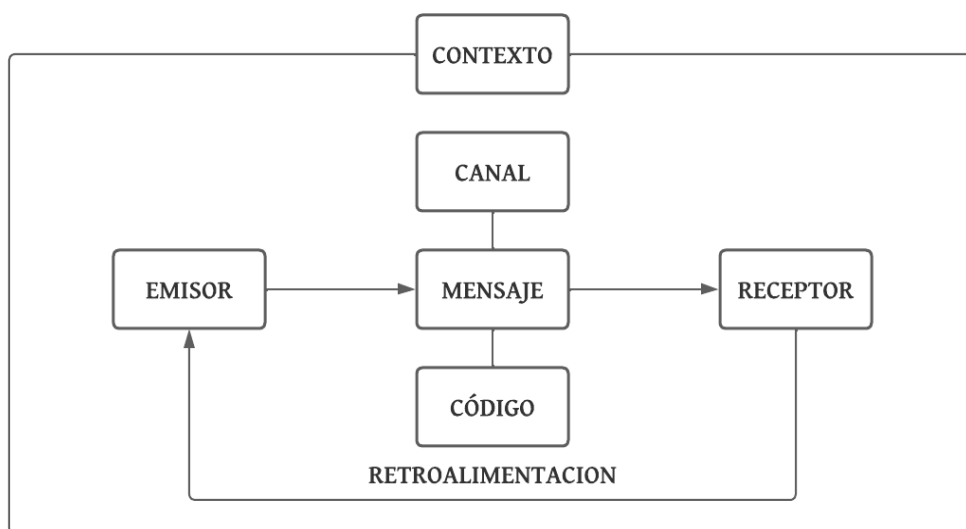 CONTEXTO
CANAL
EMISOR
MENSAJE
RECEPTOR
CÓDIGO
RETROALIMENTACION